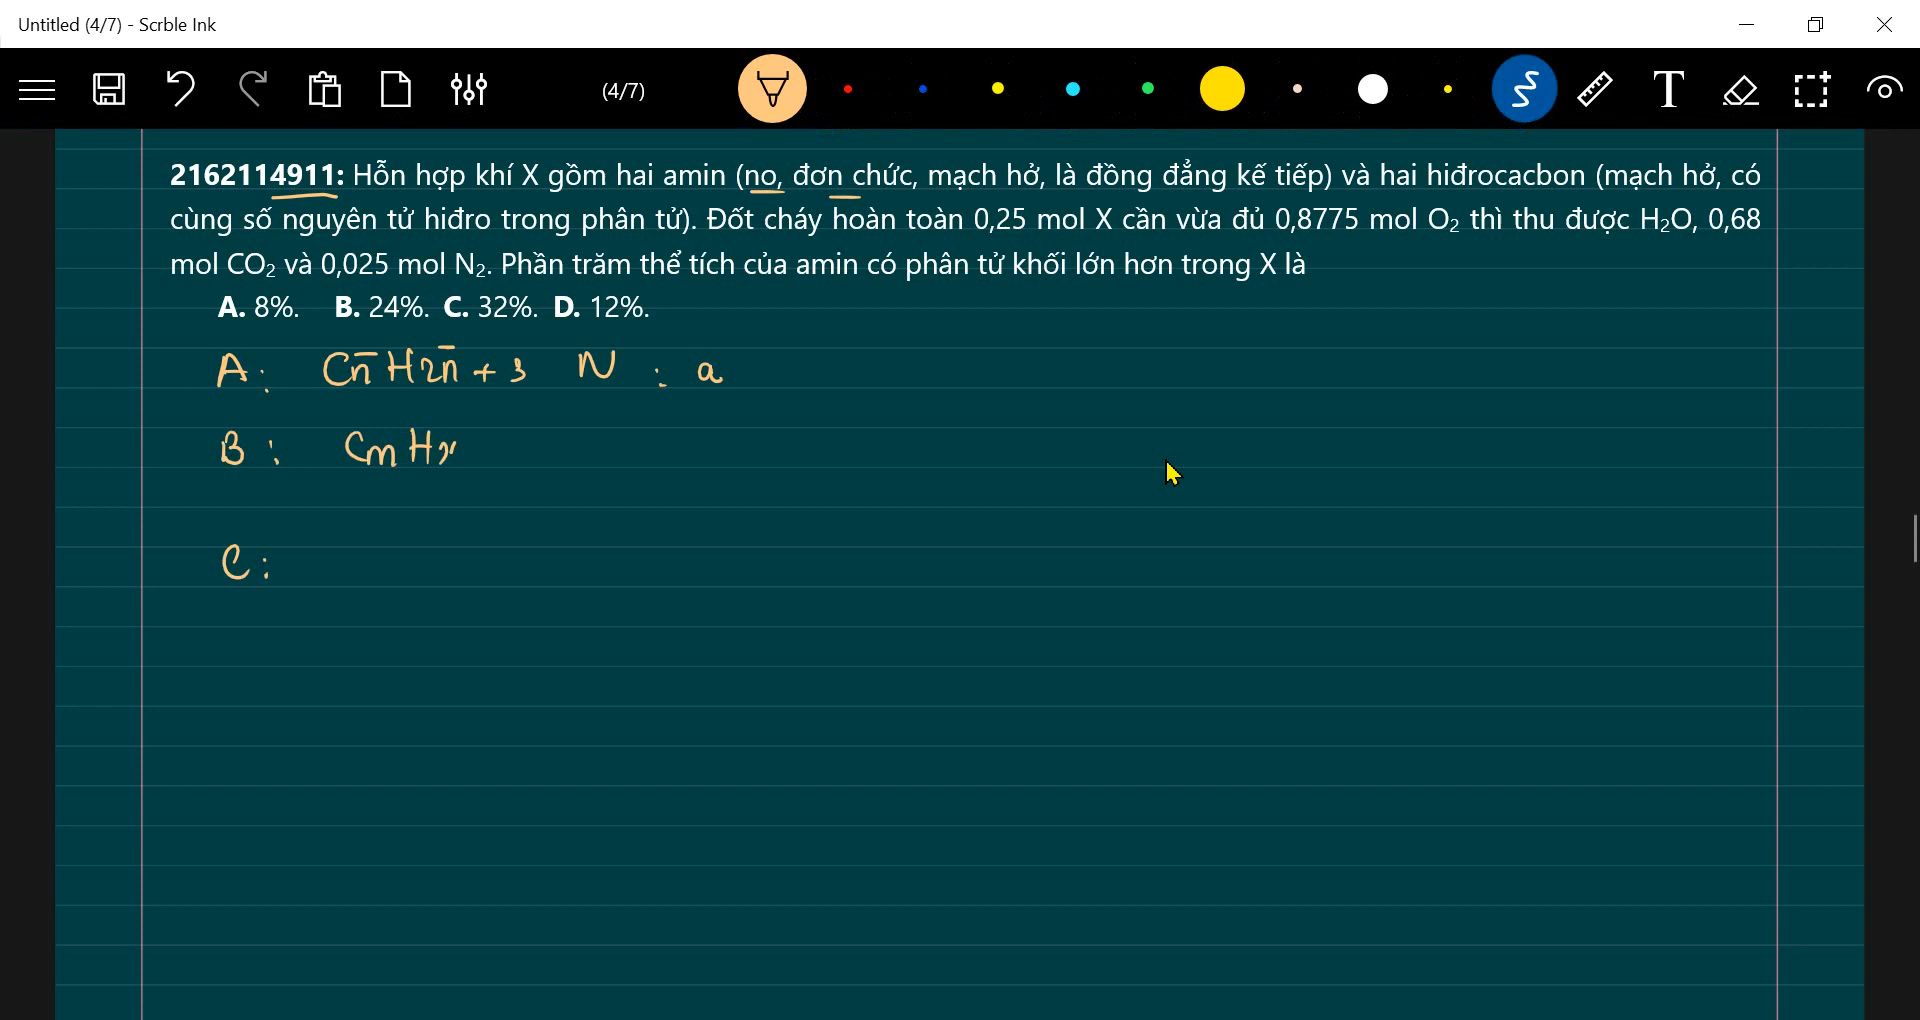 Untitled (4/7) - Scrble Ink
(4/7)
T
2162114911: Hỗn hợp khí X gồm hai amin (no, đơn chức, mạch hở, là đồng đẳng kế tiếp) và hai hiđrocacbon (mạch hở, có
cùng số nguyên tử hiđro trong phân tử). Đốt cháy hoàn toàn 0,25 mol X cần vừa đủ 0,8775 mol O₂ thì thu được H₂O, 0,68
mol CO₂ và 0,025 mol N₂. Phần trăm thể tích của amin có phân tử khối lớn hơn trong X là
A. 8%. B. 24%. C. 32%. D. 12%.
A: Cn̄H2n̄+3 N : a
B: CmHx
C: